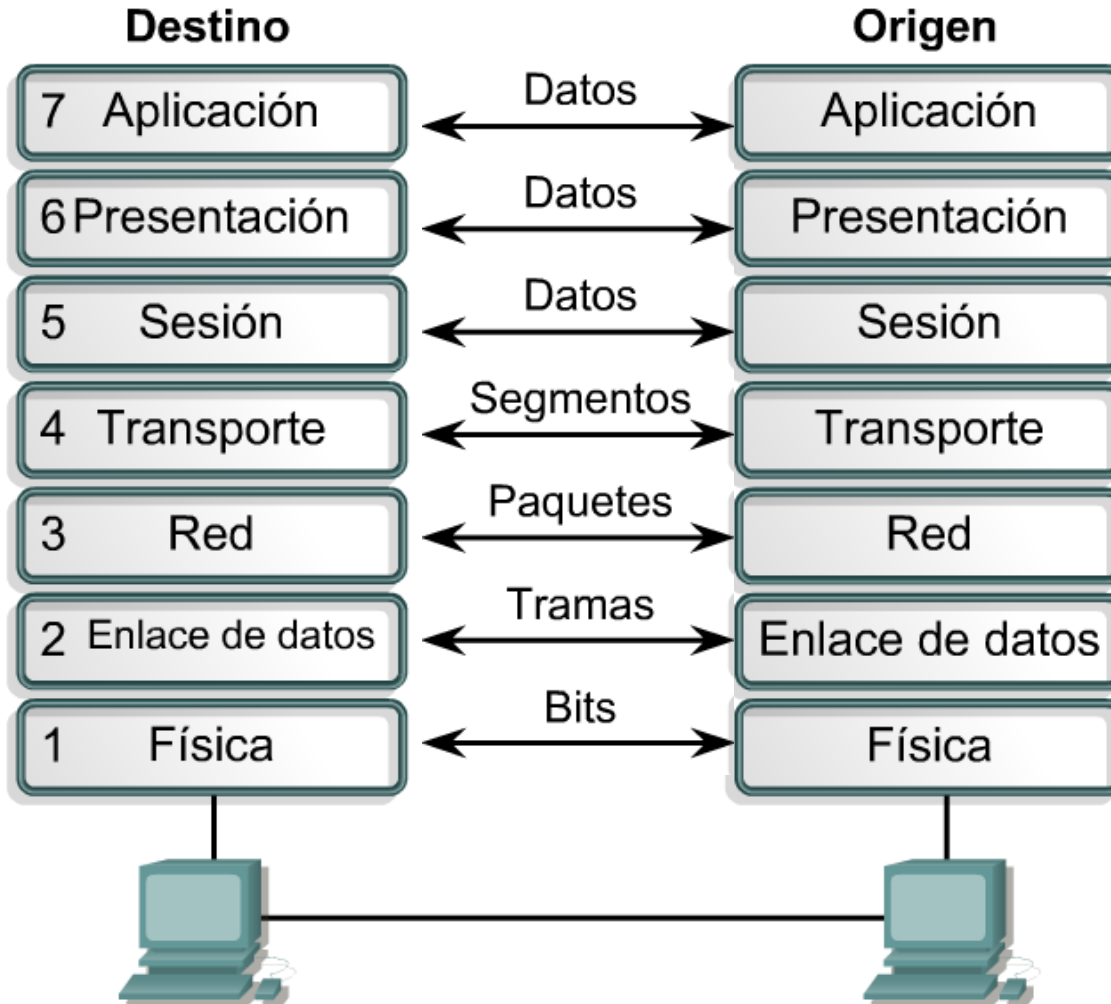 Destino
Origen
7 Aplicación
Datos
Aplicación
6 Presentación
Datos
Presentación
5 Sesión
Datos
Sesión
4 Transporte
Segmentos
Transporte
3 Red
Paquetes
Red
2 Enlace de datos
Tramas
Enlace de datos
1 Física
Bits
Física